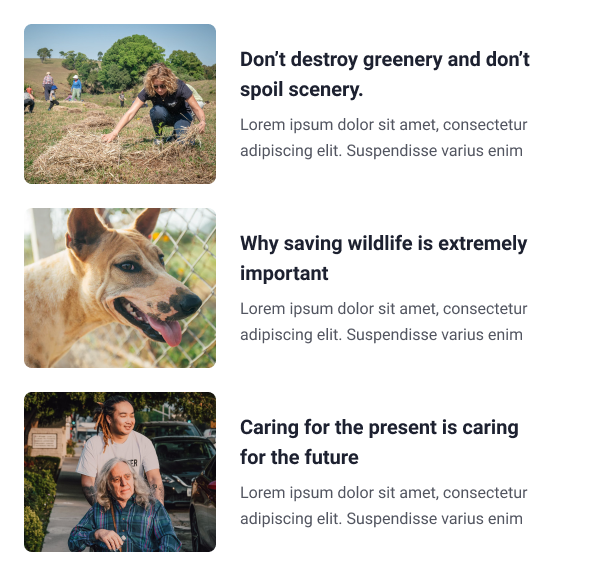 Don’t destroy greenery and don’t
spoil scenery.
Lorem ipsum dolor sit amet, consectetur
adipiscing elit. Suspendisse varius enim
Why saving wildlife is extremely
important
Lorem ipsum dolor sit amet, consectetur
adipiscing elit. Suspendisse varius enim
Caring for the present is caring
for the future
Lorem ipsum dolor sit amet, consectetur
adipiscing elit. Suspendisse varius enim